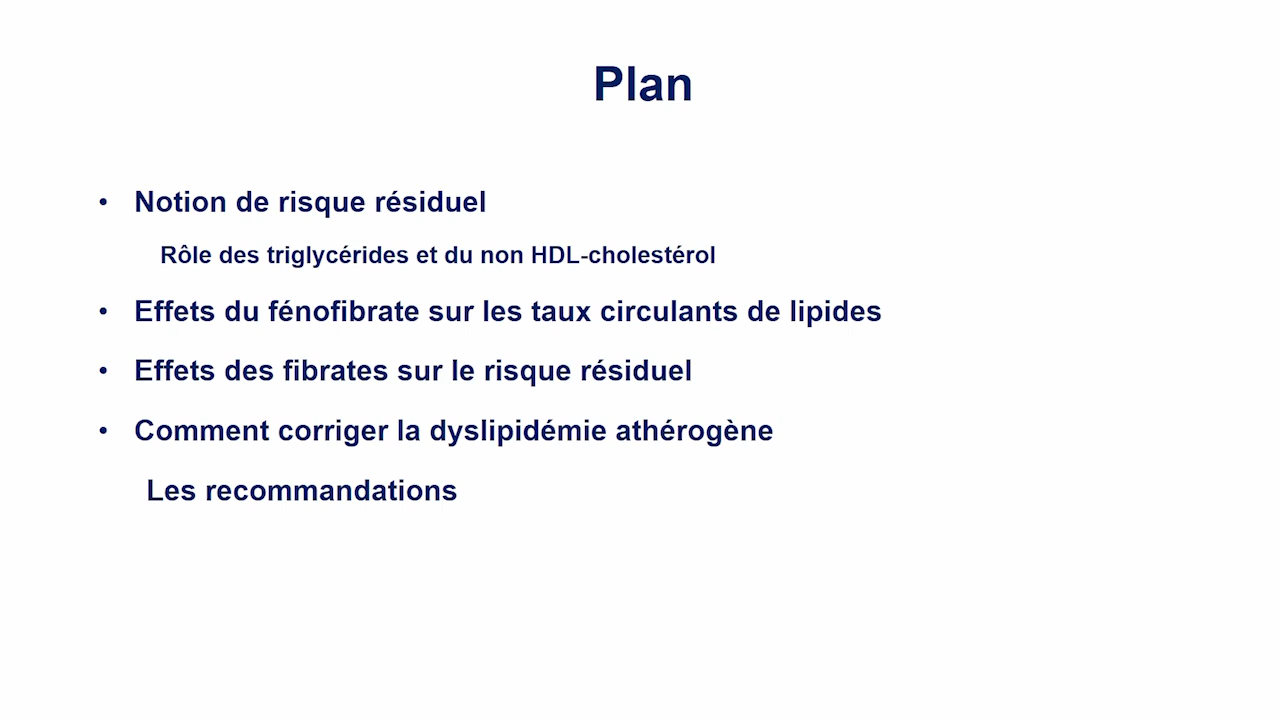 Plan
• Notion de risque résiduel
Rôle des triglycérides et du non HDL-cholestérol
• Effets du fénofibrate sur les taux circulants de lipides
• Effets des fibrates sur le risque résiduel
• Comment corriger la dyslipidémie athérogène
Les recommandations